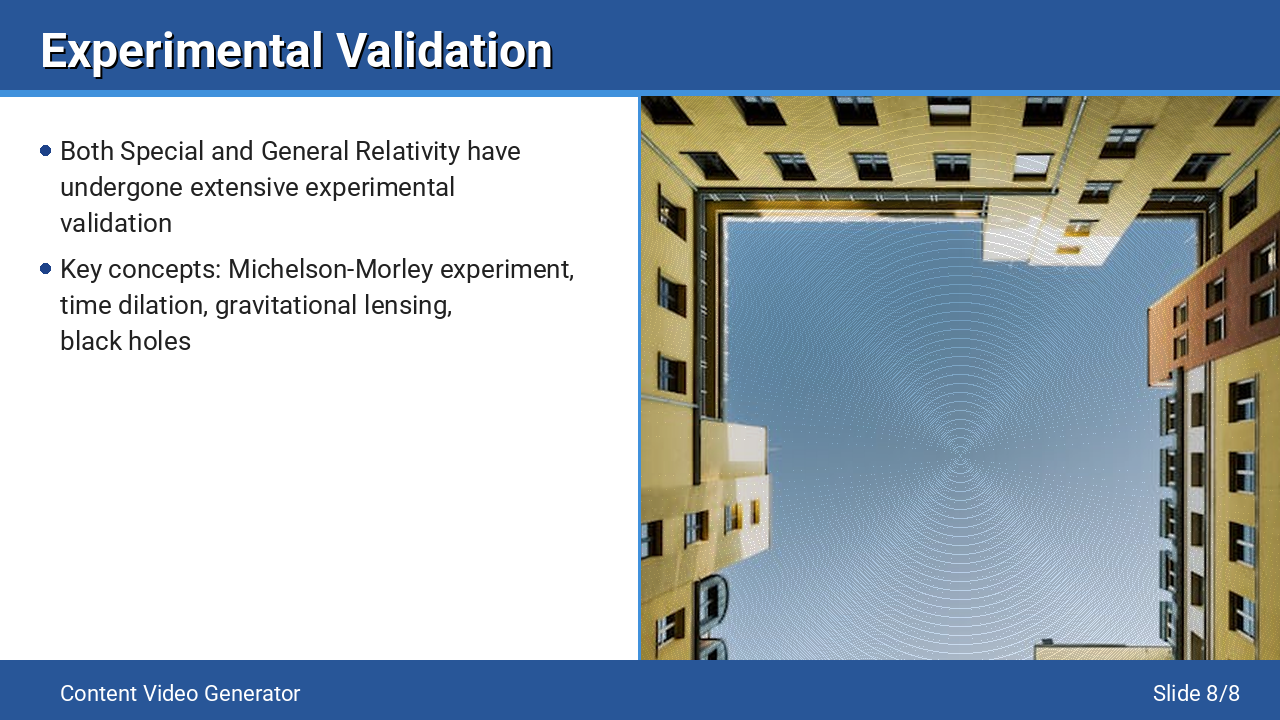 Experimental Validation
Both Special and General Relativity have
undergone extensive experimental
validation
Key concepts: Michelson-Morley experiment,
time dilation, gravitational lensing,
black holes
Content Video Generator
Slide 8/8